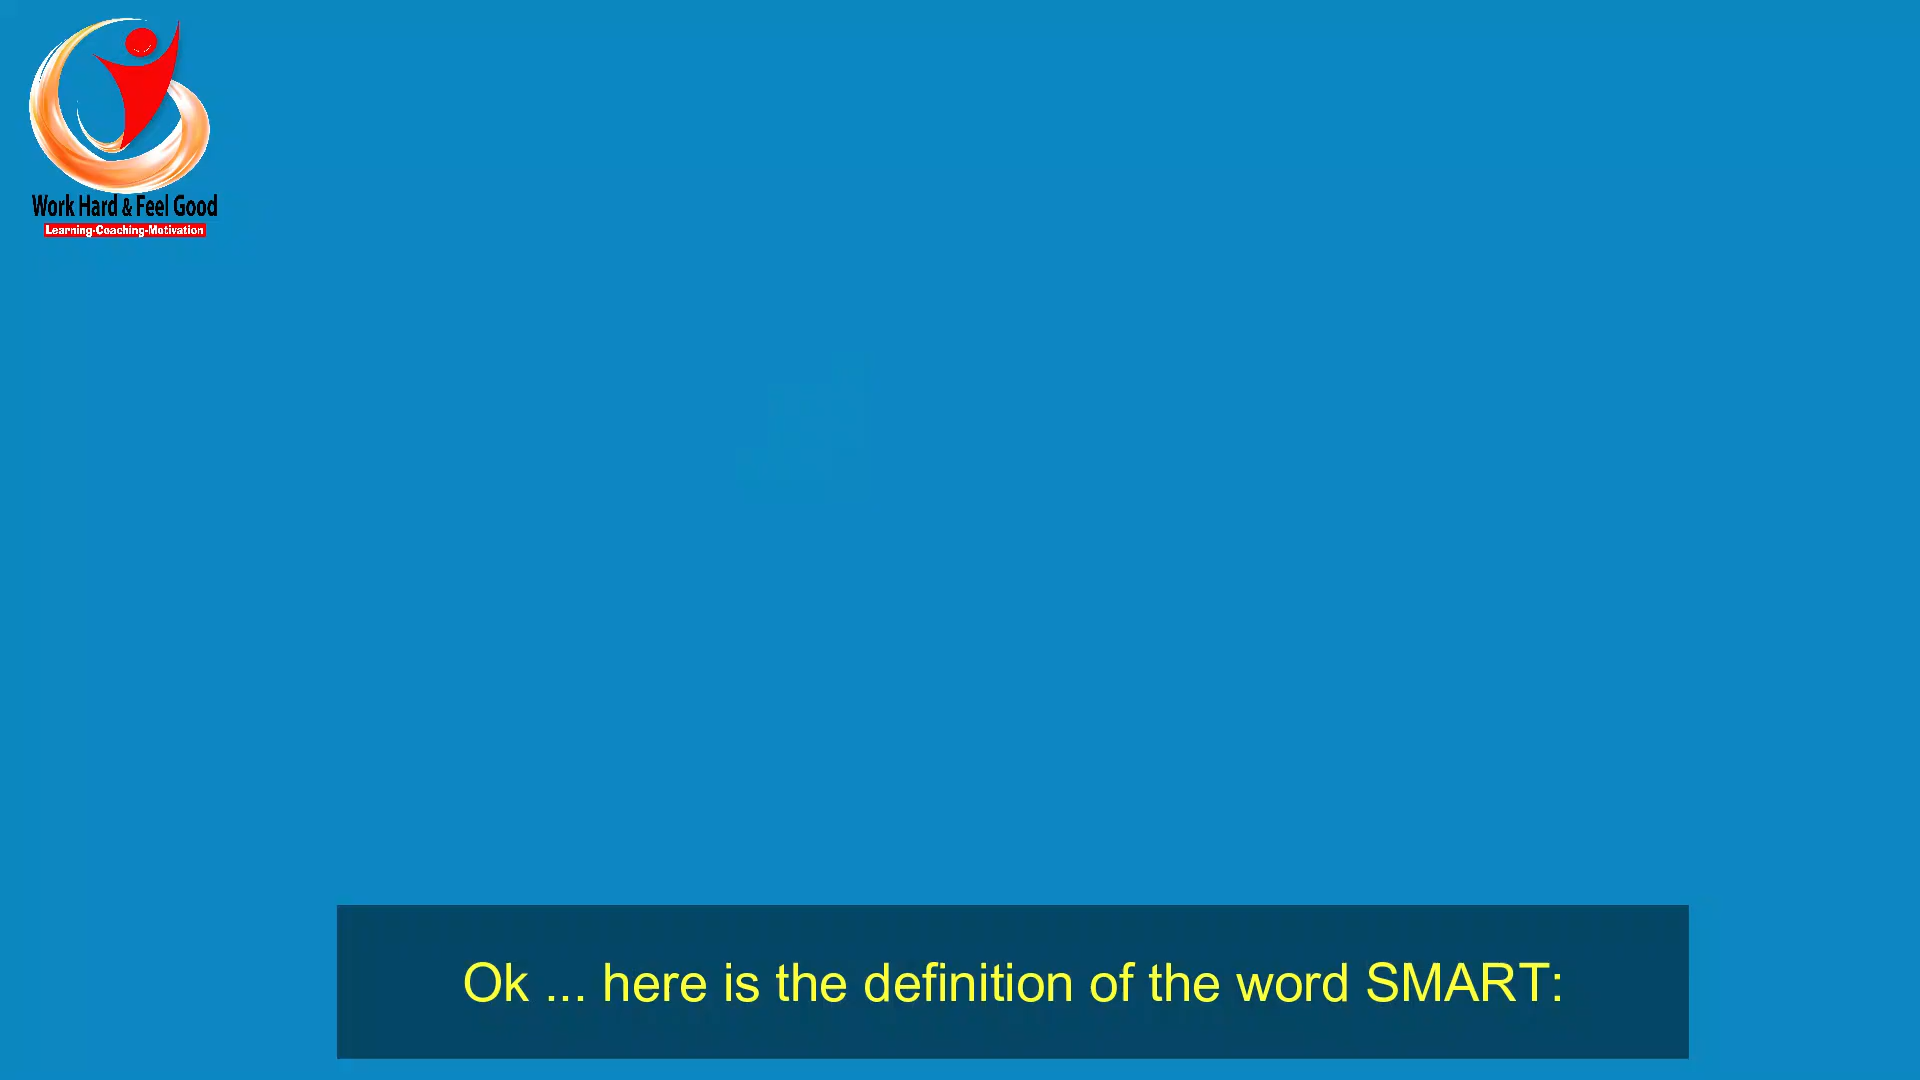 Work Hard & Feel Good
Learning-Coaching-Motivation
Ok ... here is the definition of the word SMART: